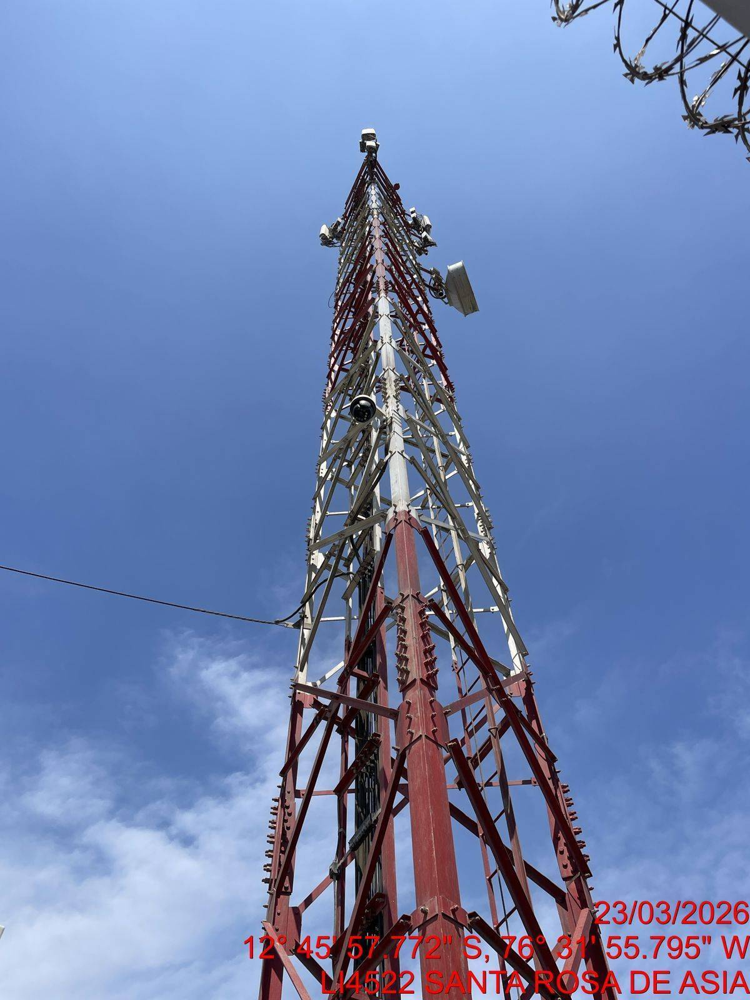 23/03/2026
12° 45' 57.772" S, 76° 31' 55.795" W
LI4522 SANTA ROSA DE ASIA